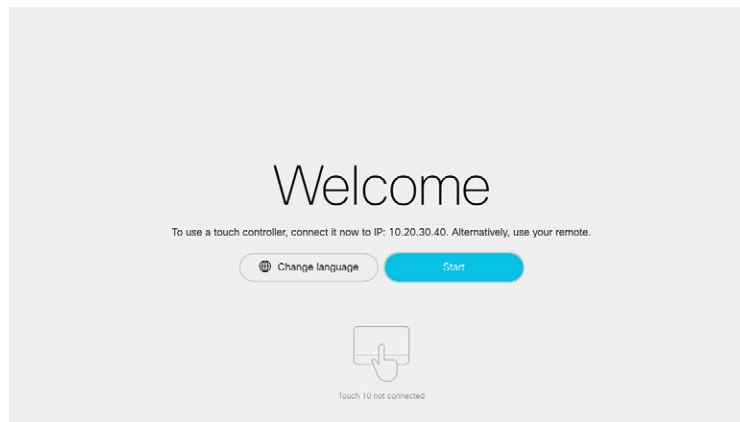 Welcome
To use a touch controller, connect it now to IP: 10.20.30.40. Alternatively, use your remote.
Change language
Start
Touch 10 not connected